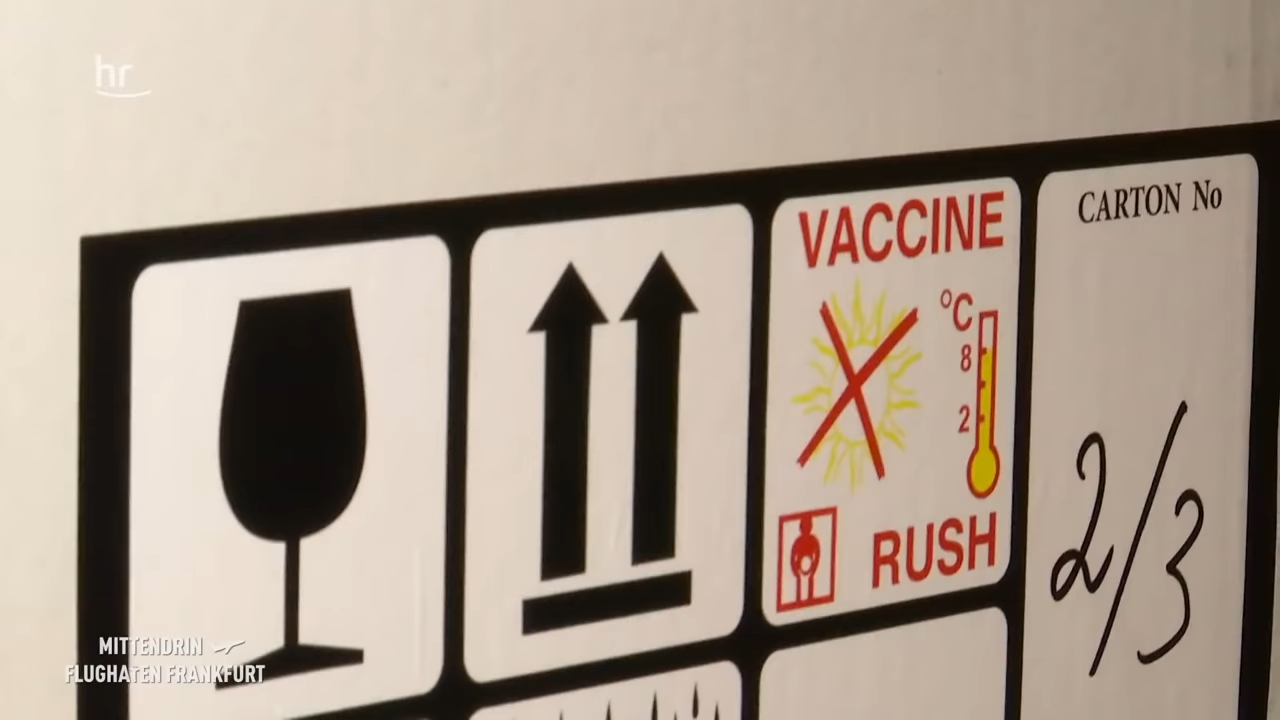 hr
VACCINE
CARTON No
°C
8
2
2/3
RUSH
MITTENDRIN
FLUGHAFEN FRANKFURT